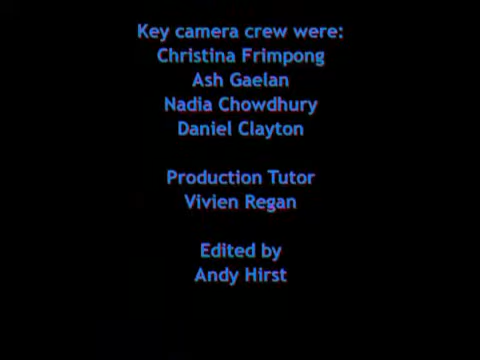 Key camera crew were:
Christina Frimpong
Ash Gaelan
Nadia Chowdhury
Daniel Clayton
Production Tutor
Vivien Regan
Edited by
Andy Hirst